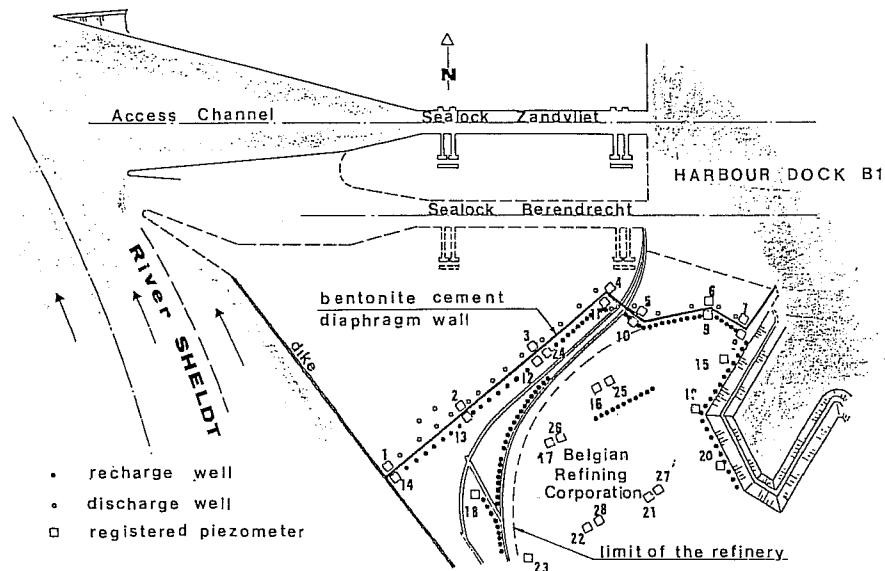 N
Access Channel
Sealock Zandvliet
HARBOUR DOCK B1
Sealock Berendrecht
River SHELDT
bentonite cement
diaphragm wall
dike
4
5
6
7
3
10
9
24
12
15
2
16
25
13
19
26
1
17
Belgian
Refining
Corporation
20
14
27
18
21
28
22
23
limit of the refinery
• recharge well
○ discharge well
□ registered piezometer